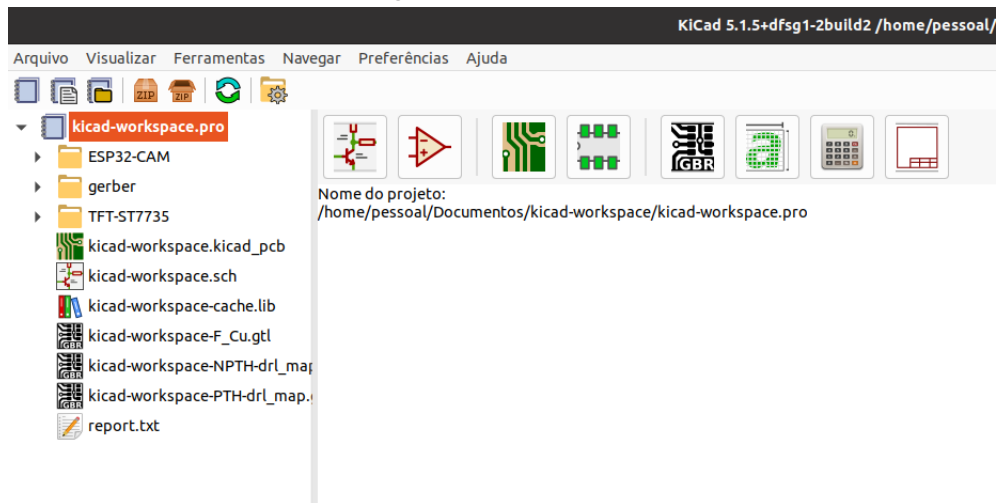 KiCad 5.1.5+dfsg1-2build2 /home/pessoal/
Arquivo Visualizar Ferramentas Navegar Preferências Ajuda
ZIP ZIP
kicad-workspace.pro
ESP32-CAM
gerber
TFT-ST7735
kicad-workspace.kicad_pcb
kicad-workspace.sch
kicad-workspace-cache.lib
kicad-workspace-F_Cu.gtl
kicad-workspace-NPTH-drl_map
kicad-workspace-PTH-drl_map.
report.txt
GBR a
Nome do projeto:
/home/pessoal/Documentos/kicad-workspace/kicad-workspace.pro